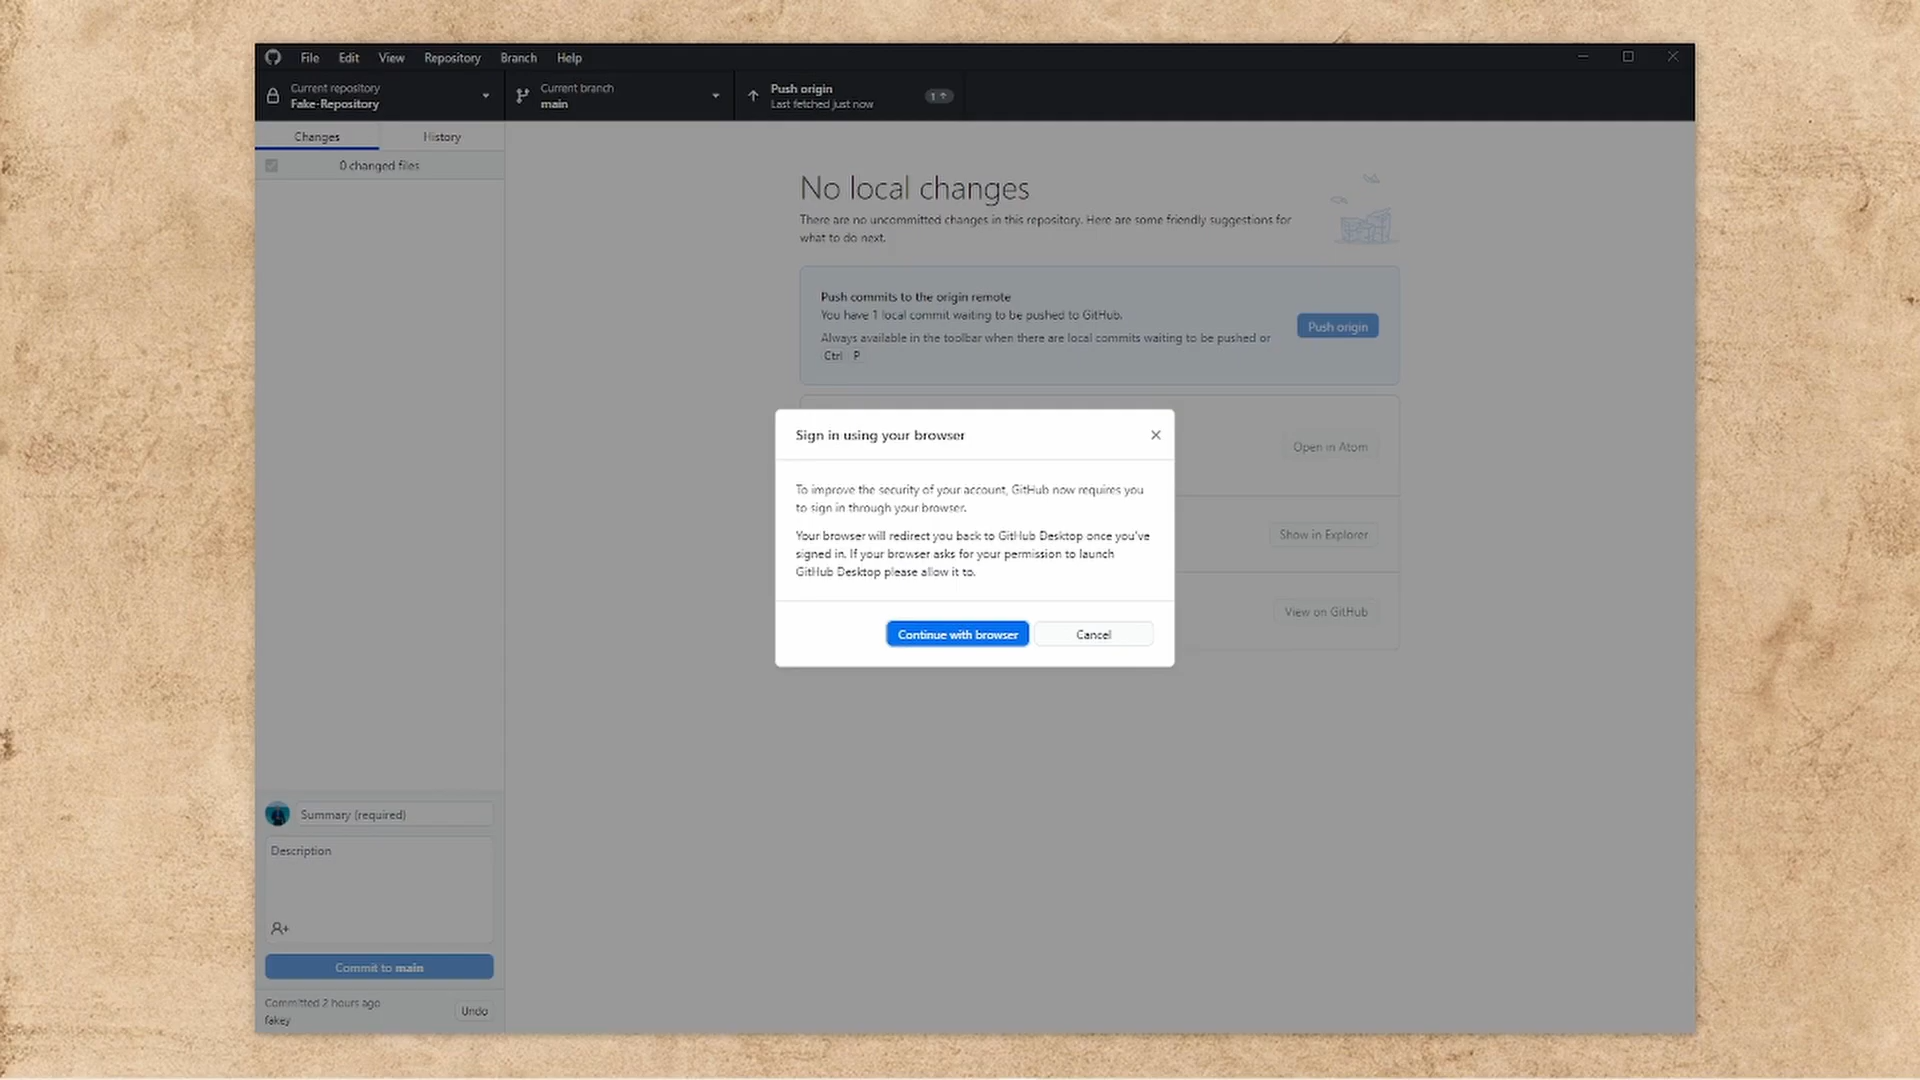 File Edit View Repository Branch Help
Current repository
Fake-Repository
Current branch
main
Push origin
Last fetched just now
1
Changes History
0 changed files
No local changes
There are no uncommitted changes in this repository. Here are some friendly suggestions for
what to do next.
Push commits to the origin remote
You have 1 local commit waiting to be pushed to GitHub.
Always available in the toolbar when there are local commits waiting to be pushed or
Ctrl P
Push origin
Open in Atom
Show in Explorer
View on GitHub
Sign in using your browser
To improve the security of your account, GitHub now requires you
to sign in through your browser.
Your browser will redirect you back to GitHub Desktop once you've
signed in. If your browser asks for your permission to launch
GitHub Desktop please allow it to.
Continue with browser Cancel
Summary (required)
Description
Commit to main
Committed 2 hours ago
fakey
Undo